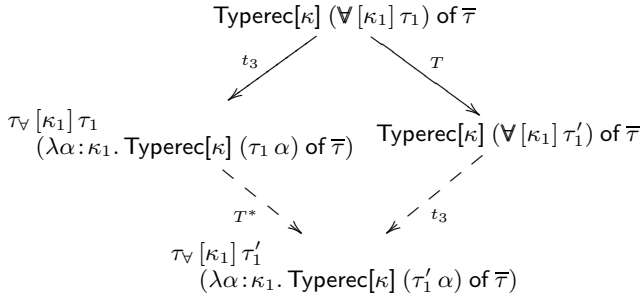 Typerec[κ] (∀ [κ₁] τ₁) of τ̅
t₃
T
τ∀ [κ₁] τ₁
(λα:κ₁. Typerec[κ] (τ₁ α) of τ̅)
Typerec[κ] (∀ [κ₁] τ₁′) of τ̅
T*
t₃
τ∀ [κ₁] τ₁′
(λα:κ₁. Typerec[κ] (τ₁′ α) of τ̅)